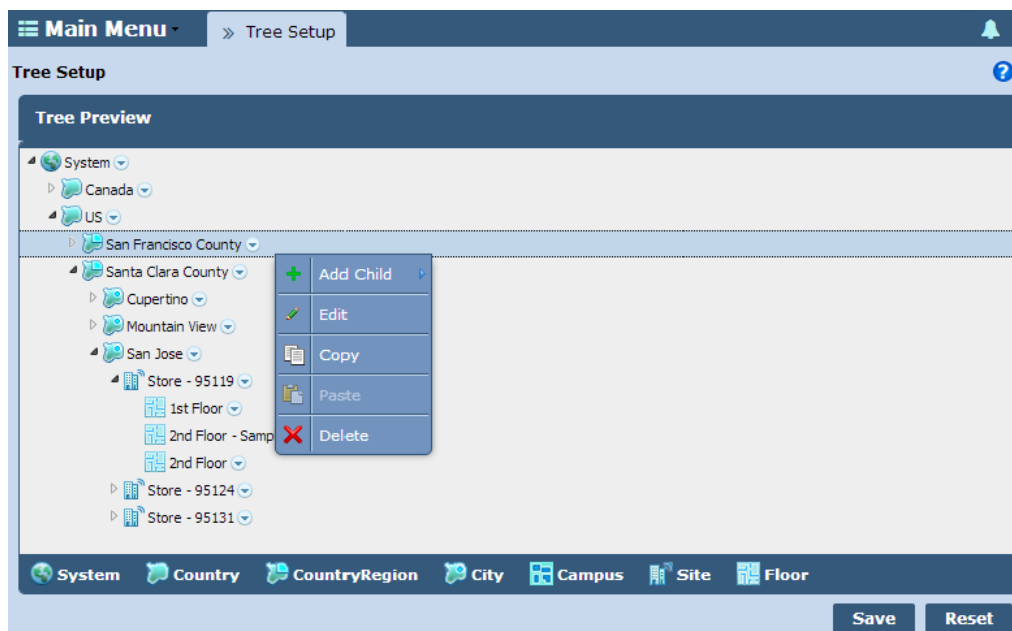 Main Menu
» Tree Setup
Tree Setup
?
Tree Preview
System
Canada
US
San Francisco County
Santa Clara County
Add Child
Cupertino
Edit
Mountain View
San Jose
Copy
Store - 95119
Paste
1st Floor
2nd Floor - Samp
Delete
2nd Floor
Store - 95124
Store - 95131
System Country CountryRegion City Campus Site Floor
Save Reset